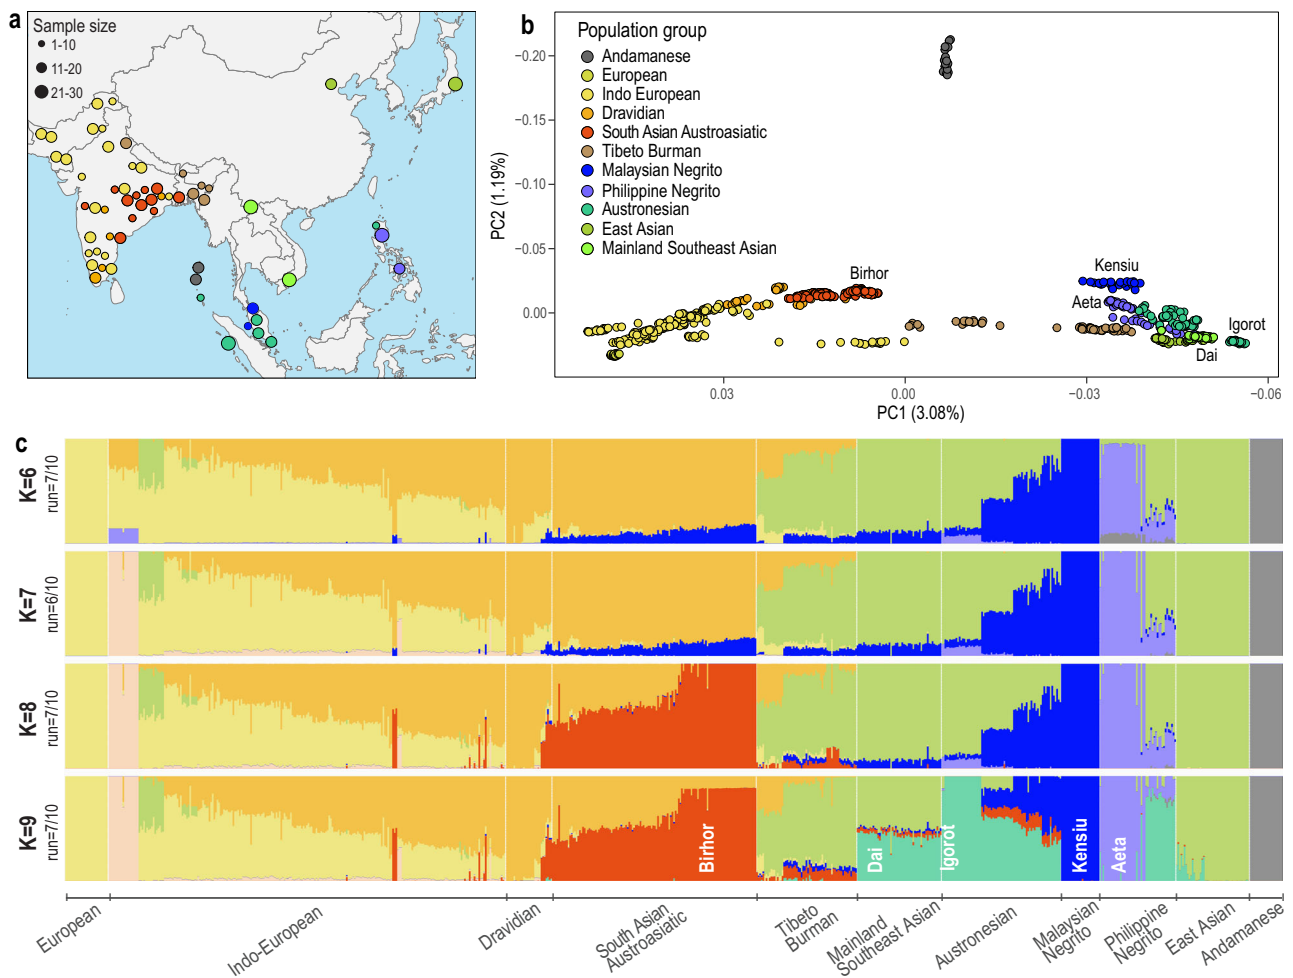 a
Sample size
1-10
11-20
21-30
b
Population group
Andamanese
European
Indo European
Dravidian
South Asian Austroasiatic
Tibeto Burman
Malaysian Negrito
Philippine Negrito
Austronesian
East Asian
Mainland Southeast Asian
PC2 (1.19%)
−0.20
−0.15
−0.10
−0.05
0.00
Birhor
Kensiu
Aeta
Igorot
Dai
0.03
0.00
−0.03
−0.06
PC1 (3.08%)
c
K=6
run=7/10
K=7
run=6/10
K=8
run=7/10
K=9
run=7/10
Birhor
Dai
Igorot
Kensiu
Aeta
European
Indo-European
Dravidian
South Asian
Austroasiatic
Tibeto
Burman
Mainland
Southeast Asian
Austronesian
Malaysian
Negrito
Philippine
Negrito
East Asian
Andamanese